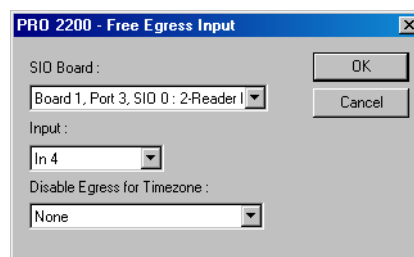 PRO 2200 - Free Egress Input
SIO Board :
OK
Board 1, Port 3, SIO 0 : 2-Reader I
Cancel
Input :
In 4
Disable Egress for Timezone :
None